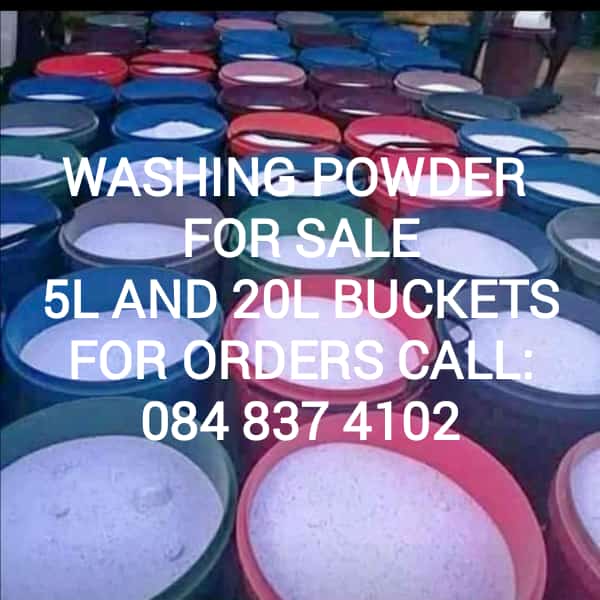 WASHING POWDER
FOR SALE
5L AND 20L BUCKETS
FOR ORDERS CALL:
084 837 4102